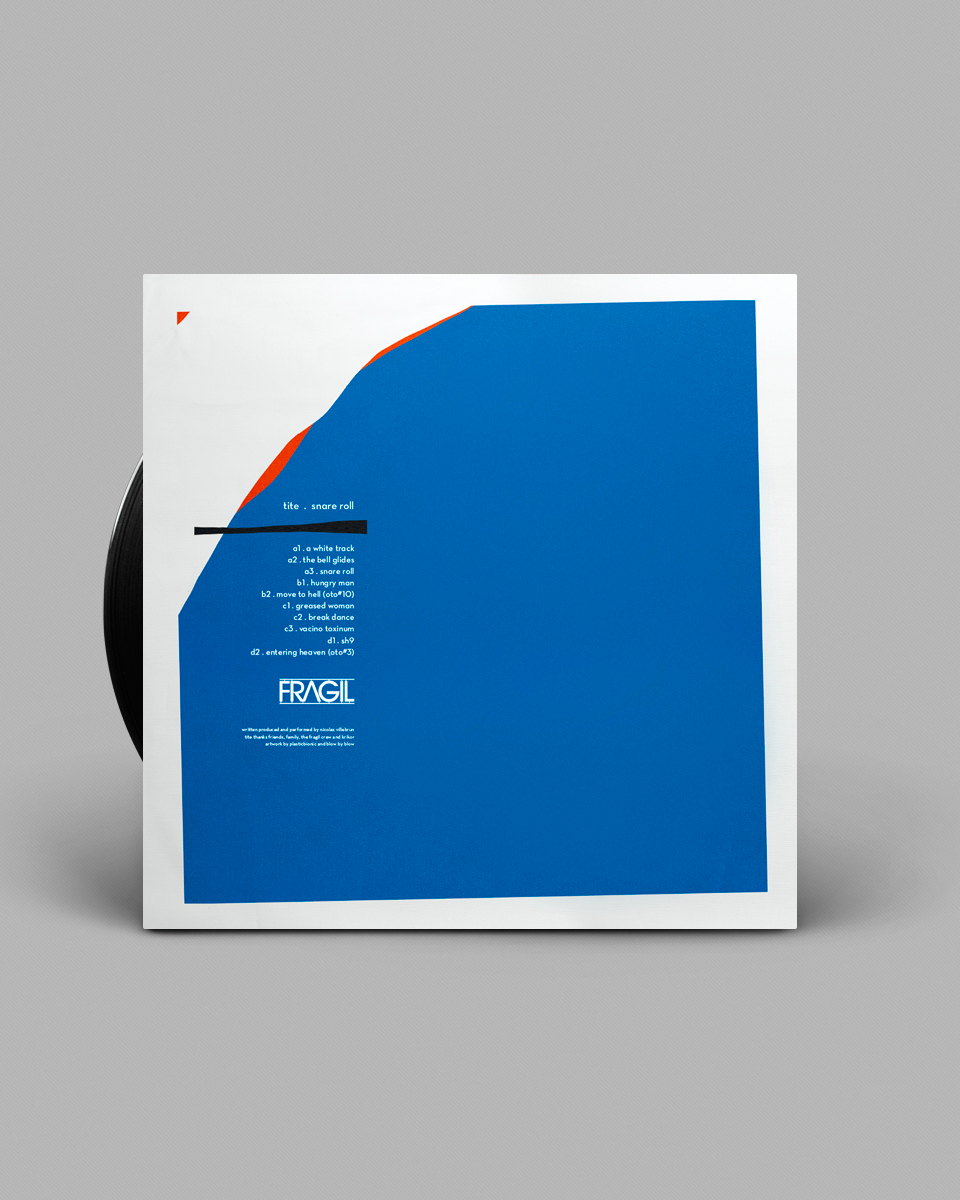 tite . snare roll
a1 . a white track
a2 . the bell glides
a3 . snare roll
b1 . hungry man
b2 . move to hell (oto#10)
c1 . greased woman
c2 . break dance
c3 . vacino toxinum
d1 . sh9
d2 . entering heaven (oto#3)
FRAGIL
written produced and performed by nicolas villebrun
tite thanks friends, family, the fragil crew and krikor
artwork by plasticbionic and blow by blow